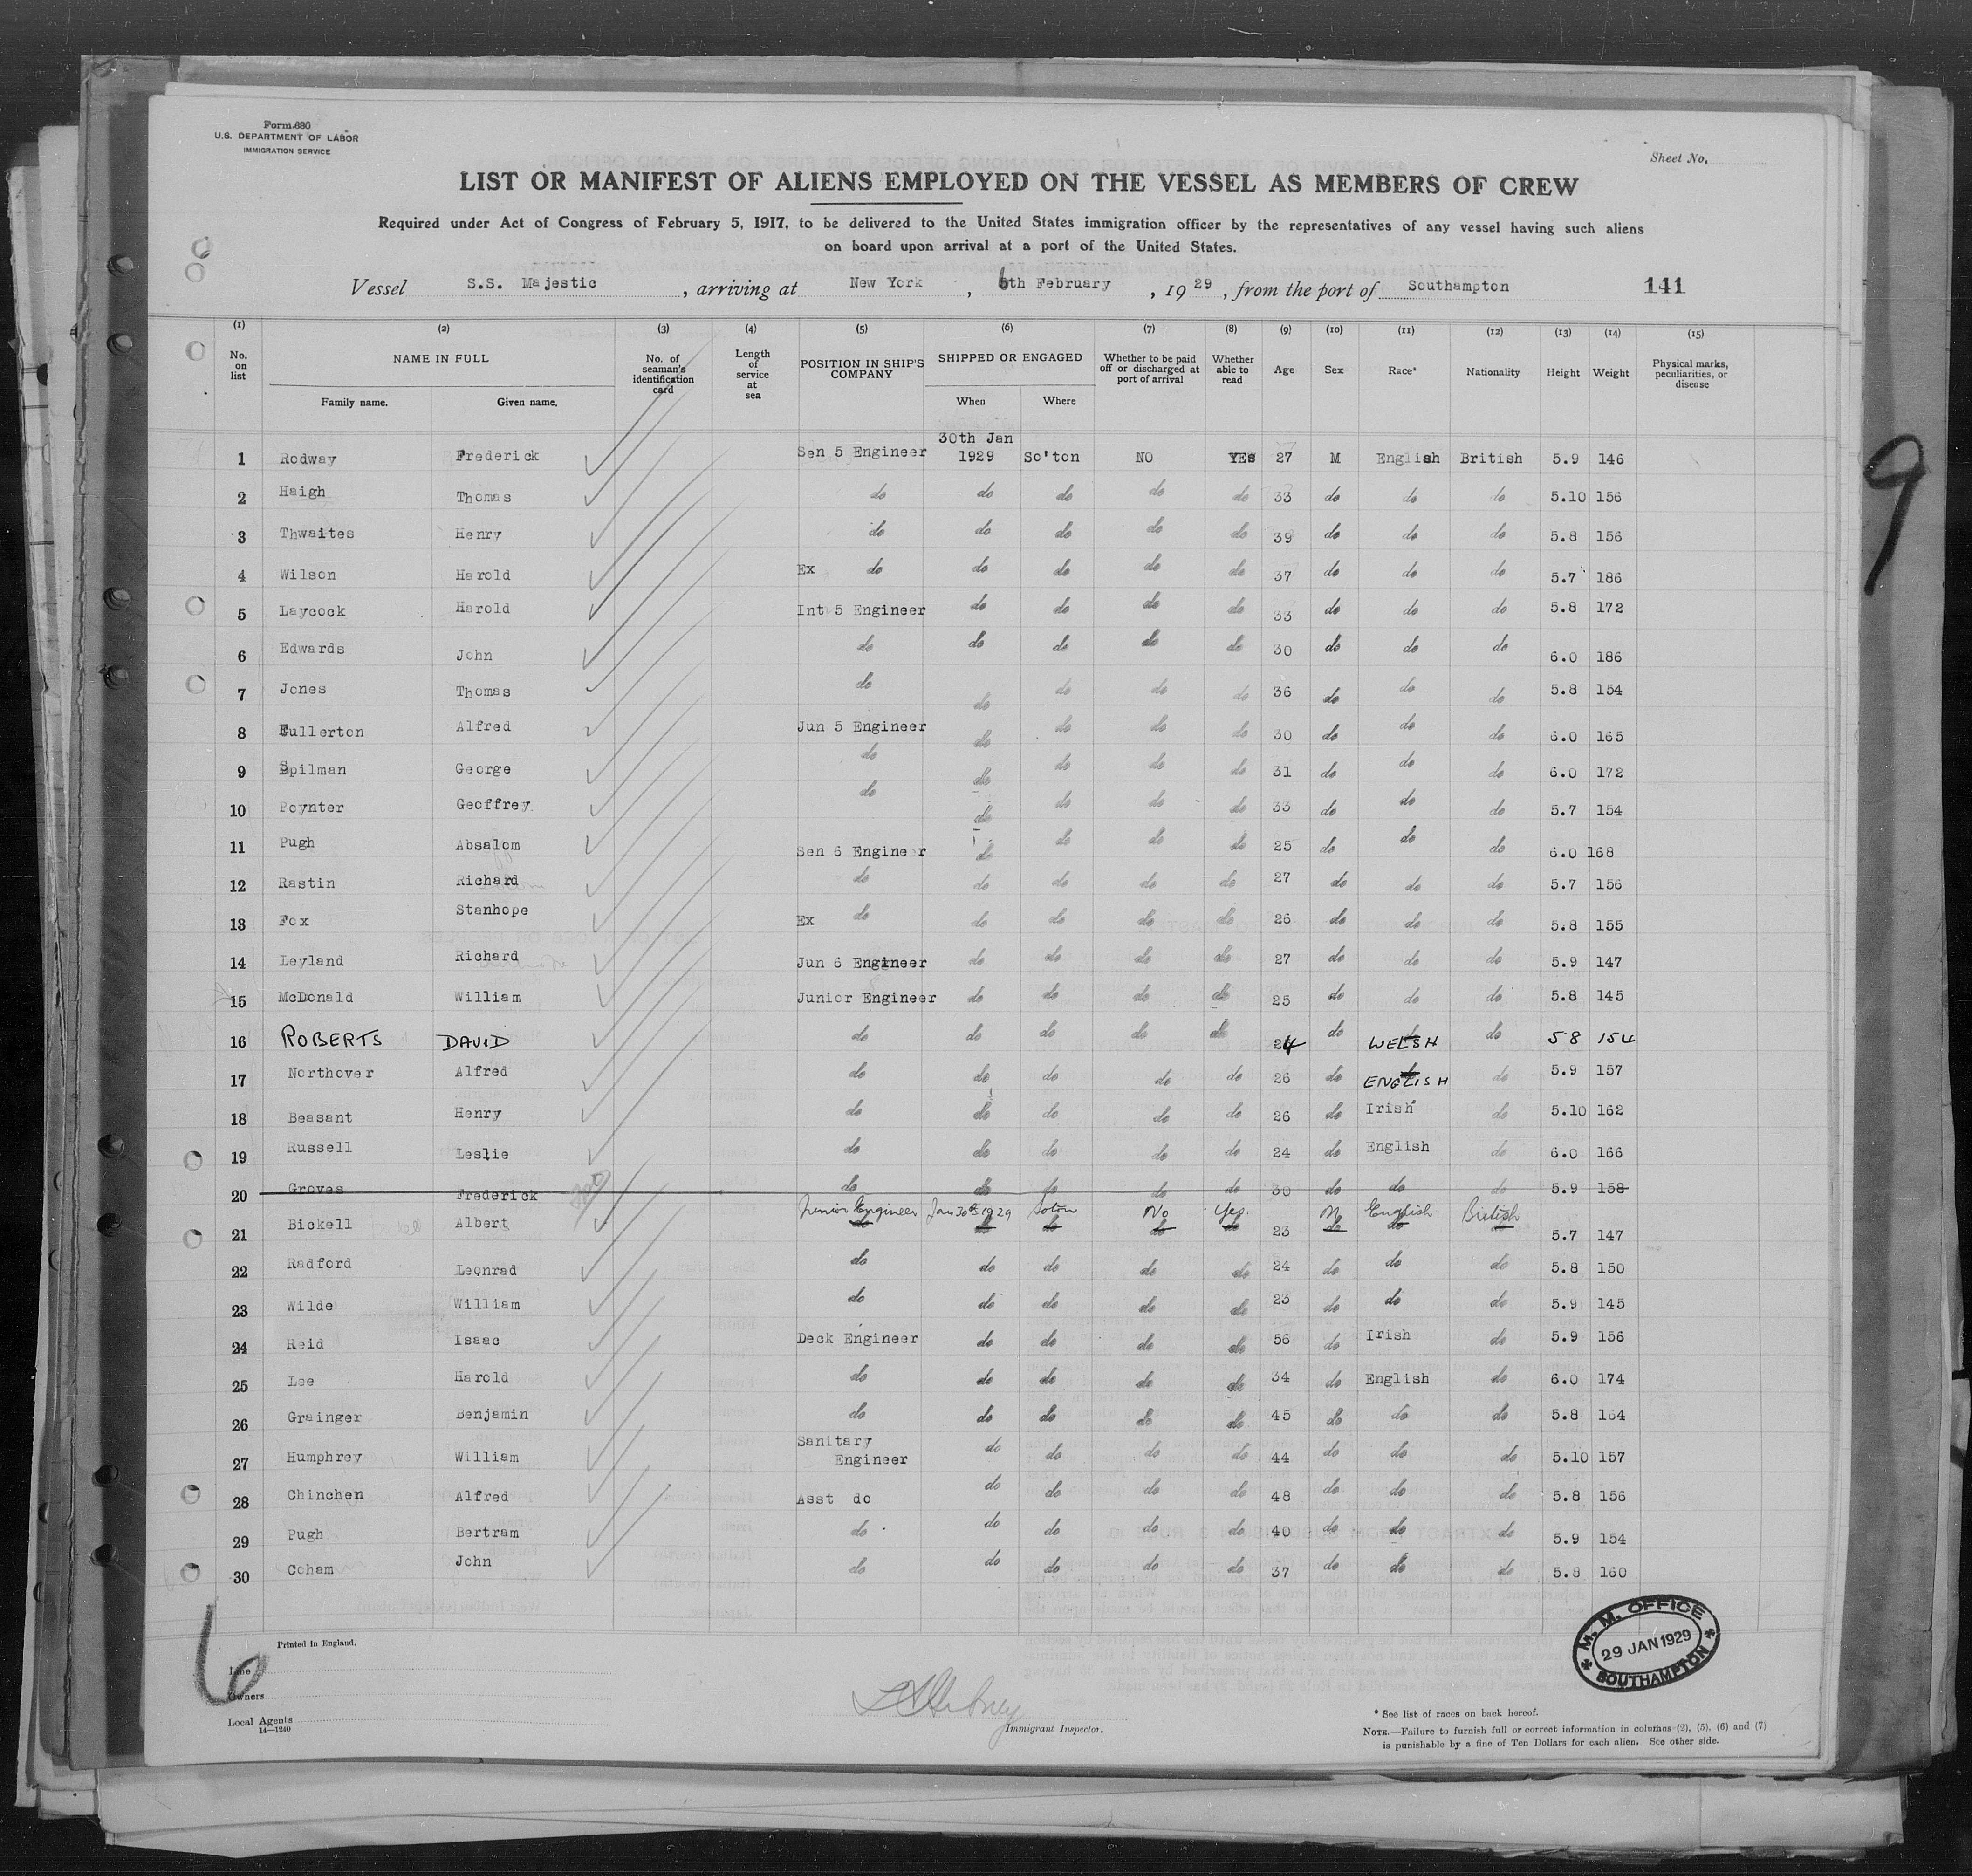 Form 680
U.S. DEPARTMENT OF LABOR
IMMIGRATION SERVICE
Sheet No.
LIST OR MANIFEST OF ALIENS EMPLOYED ON THE VESSEL AS MEMBERS OF CREW
Required under Act of Congress of February 5, 1917, to be delivered to the United States immigration officer by the representatives of any vessel having such aliens
on board upon arrival at a port of the United States.
Vessel S.S. Majestic, arriving at New York, 6th February, 1929, from the port of Southampton 141
(1) (2) (3) (4) (5) (6) (7) (8) (9) (10) (11) (12) (13) (14) (15)
No. on list NAME IN FULL Family name. Given name. No. of seaman's identification card Length of service at sea POSITION IN SHIP'S COMPANY SHIPPED OR ENGAGED When Where Whether to be paid off or discharged at port of arrival Whether able to read Age Sex Race* Nationality Height Weight Physical marks, peculiarities, or disease
1 Rodway Frederick Sen 5 Engineer 30th Jan 1929 So'ton NO YEs 27 M English British 5.9 146
2 Haigh Thomas do do do do do 33 do do do 5.10 156
3 Thwaites Henry do do do do do 39 do do do 5.8 156
4 Wilson Harold Ex do do do do do 37 do do do 5.7 186
5 Laycock Harold Int 5 Engineer do do do do 33 do do do 5.8 172
6 Edwards John do do do do do 30 do do do 6.0 186
7 Jones Thomas do do do do do 36 do do do 5.8 154
8 Fullerton Alfred Jun 5 Engineer do do do do 30 do do do 6.0 165
9 Spilman George do do do do do 31 do do do 6.0 172
10 Poynter Geoffrey do do do do do 33 do do do 5.7 154
11 Pugh Absalom Sen 6 Engineer do do do do 25 do do do 6.0 168
12 Rastin Richard do do do do do 27 do do do 5.7 156
13 Fox Stanhope Ex do do do do do 26 do do do 5.8 155
14 Leyland Richard Jun 6 Engineer do do do do 27 do do do 5.9 147
15 McDonald William Junior Engineer do do do do 25 do do do 5.8 145
16 ROBERTS DAVID do do do do do 24 do WELSH do 5 8 154
17 Northover Alfred do do do do do 26 do ENGLISH do 5.9 157
18 Beasant Henry do do do do do 26 do Irish do 5.10 162
19 Russell Leslie do do do do do 24 do English do 6.0 166
20 Groves Frederick do do do do do 30 do do do 5.9 158
21 Bickell Albert Junior Engineer Jan 30th 1929 Soton No Yes. 23 M English British 5.7 147
22 Radford Leonrad do do do do do 24 do do do 5.8 150
23 Wilde William do do do do do 23 do do do 5.9 145
24 Reid Isaac Deck Engineer do do do do 56 do Irish do 5.9 156
25 Lee Harold do do do do do 34 do English do 6.0 174
26 Grainger Benjamin do do do do do 45 do do do 5.8 164
27 Humphrey William Sanitary Engineer do do do do 44 do do do 5.10 157
28 Chinchen Alfred Asst do do do do do 48 do do do 5.8 156
29 Pugh Bertram do do do do do 40 do do do 5.9 154
30 Coham John do do do do do 37 do do do 5.8 160
9
6
Printed in England.
Line
Owners
Local Agents
14—1240
Immigrant Inspector.
M. M. OFFICE
29 JAN 1929
SOUTHAMPTON
* See list of races on back hereof.
NOTE.—Failure to furnish full or correct information in columns (2), (5), (6) and (7)
is punishable by a fine of Ten Dollars for each alien. See other side.